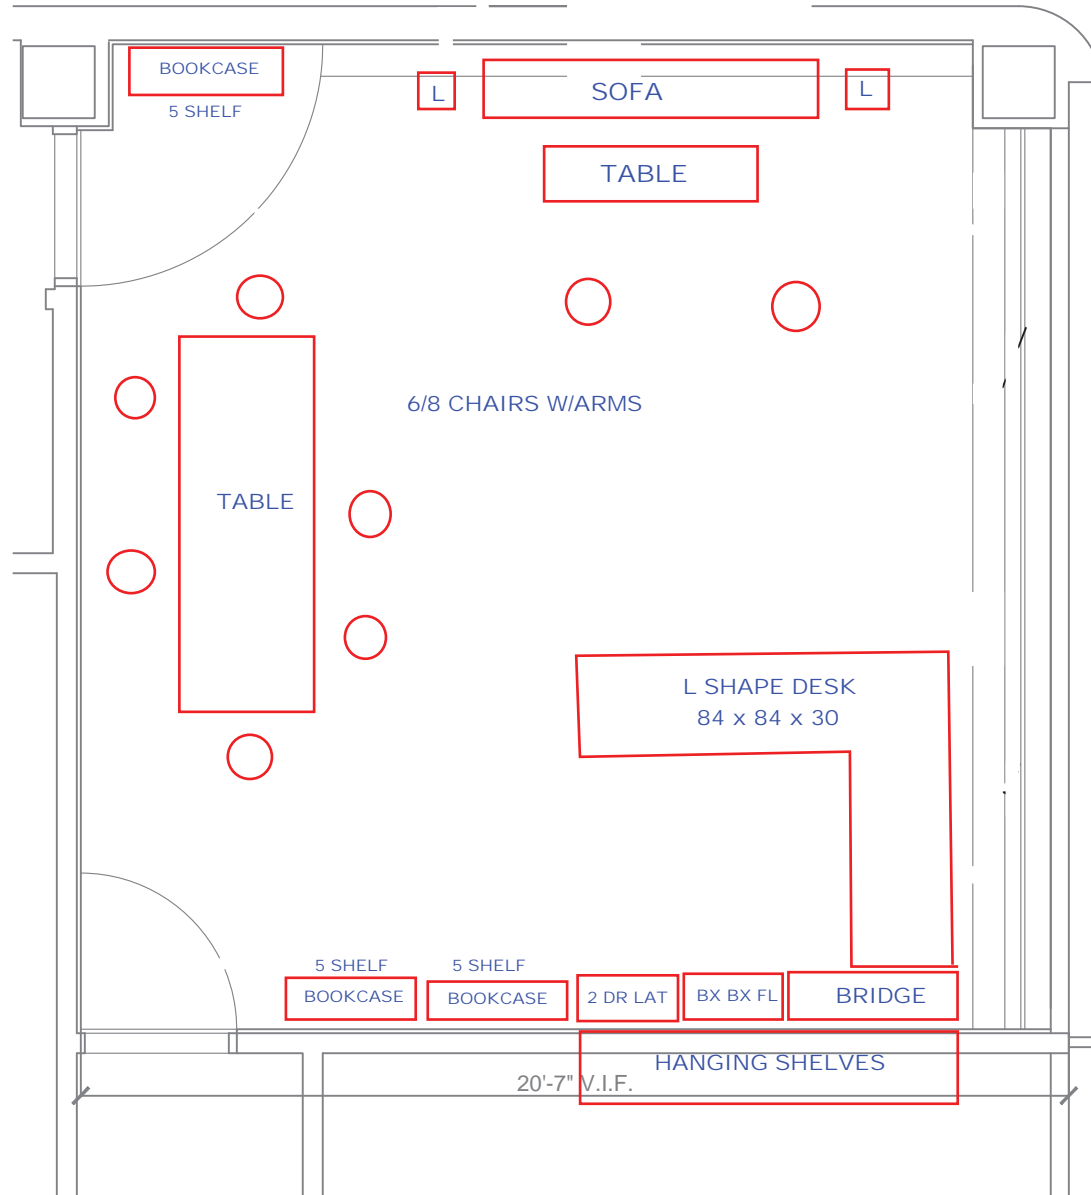 BOOKCASE
5 SHELF
L
SOFA
L
TABLE
6/8 CHAIRS W/ARMS
TABLE
L SHAPE DESK
84 x 84 x 30
5 SHELF
5 SHELF
BOOKCASE
BOOKCASE
2 DR LAT
BX BX FL
BRIDGE
HANGING SHELVES
20'-7" V.I.F.